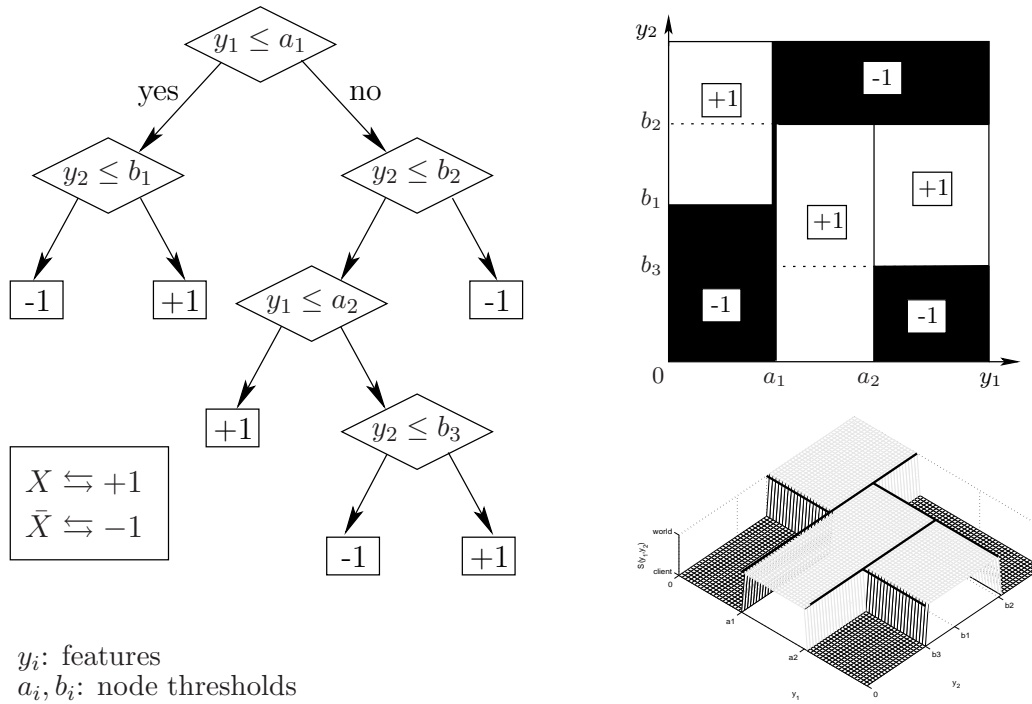 y₁ ≤ a₁
yes
no
y₂ ≤ b₁
y₂ ≤ b₂
-1
+1
y₁ ≤ a₂
-1
+1
y₂ ≤ b₃
-1
+1
X ⇆ +1
X̄ ⇆ −1
yᵢ: features
aᵢ, bᵢ: node thresholds
y₂
+1
-1
b₂
b₁
+1
+1
b₃
-1
-1
0
a₁
a₂
y₁
world
client
S(y₁,y₂)
0
a1
a2
y₁
0
b3
b1
b2
y₂